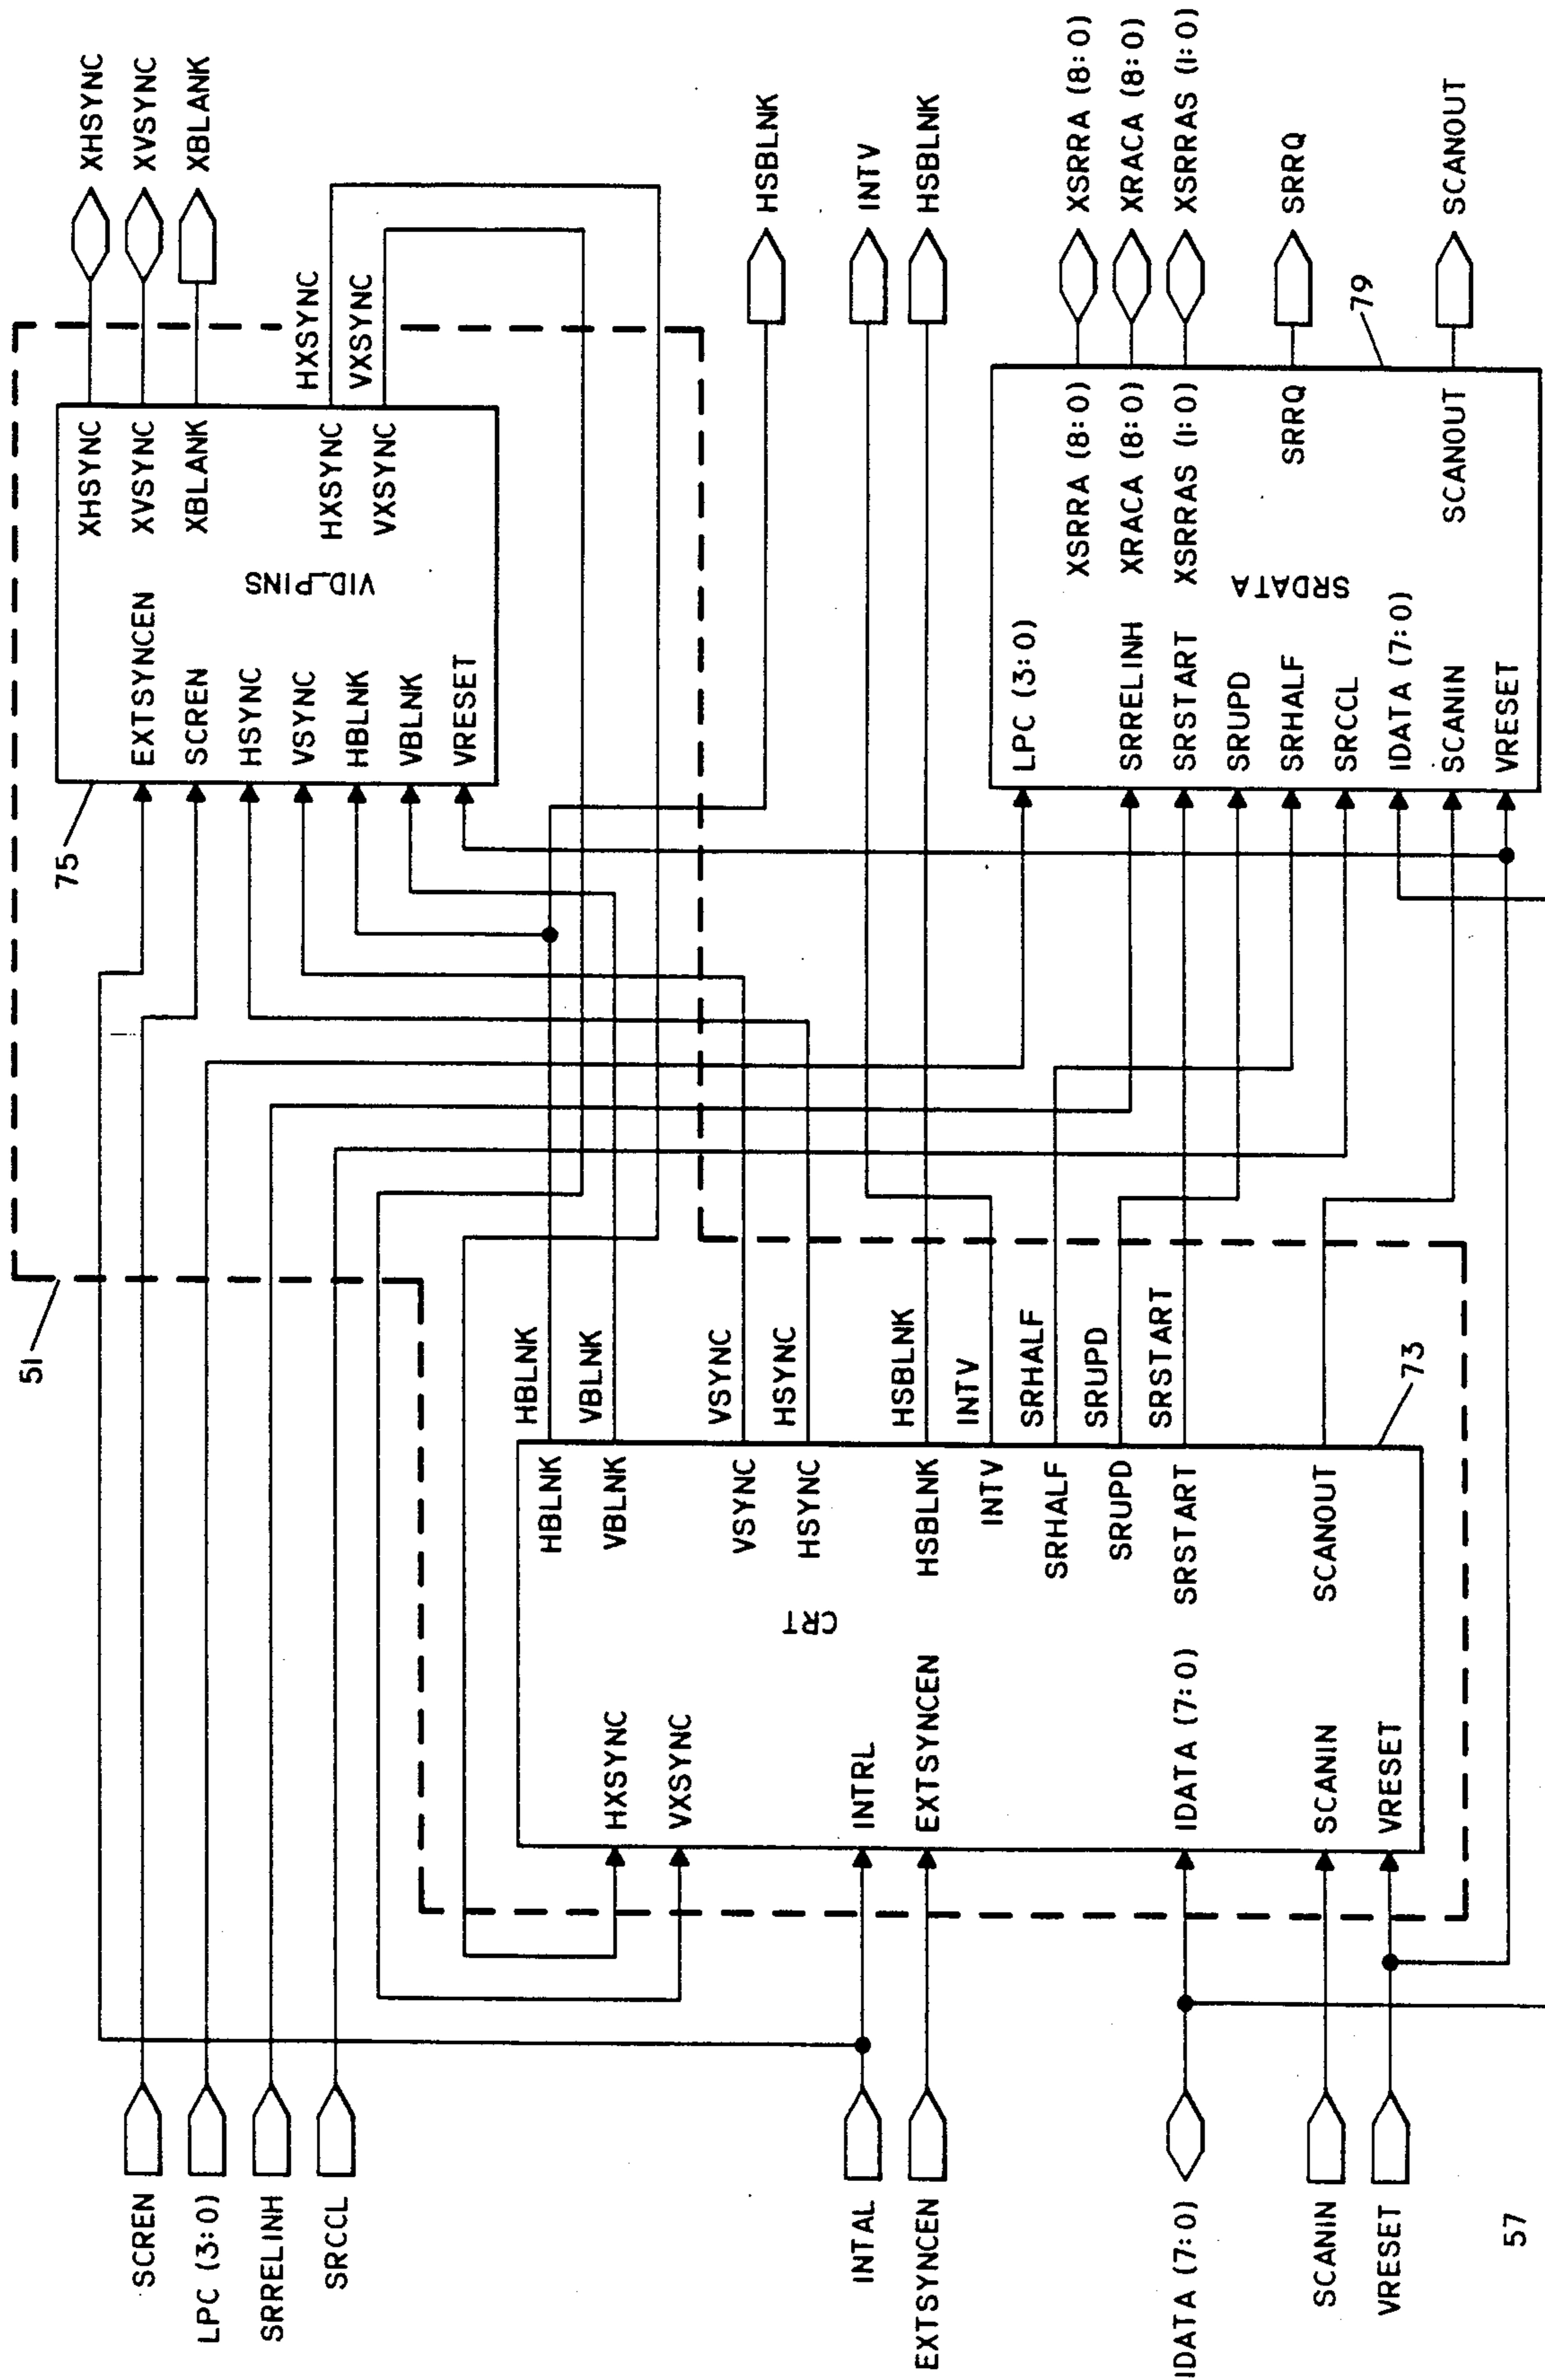 SCREN
LPC (3:0)
SRRELINH
SRCCL
INTAL
EXTSYNCEN
IDATA (7:0)
SCANIN
VRESET
57
51
HXSYNC
VXSYNC
INTRL
EXTSYNCEN
IDATA (7:0)
SCANIN
VRESET
CRT
HBLNK
VBLNK
VSYNC
HSYNC
HSBLNK
INTV
SRHALF
SRUPD
SRSTART
SCANOUT
HBLNK
VBLNK
VSYNC
HSYNC
HSBLNK
INTV
SRHALF
SRUPD
SRSTART
73
75
EXTSYNCEN
SCREN
HSYNC
VSYNC
HBLNK
VBLNK
VRESET
VID_PINS
XHSYNC
XVSYNC
XBLANK
HXSYNC
VXSYNC
HXSYNC
VXSYNC
XHSYNC
XVSYNC
XBLANK
HSBLNK
INTV
HSBLNK
LPC (3:0)
SRRELINH
SRSTART
SRUPD
SRHALF
SRCCL
IDATA (7:0)
SCANIN
VRESET
SRDATA
XSRRA (8:0)
XRACA (8:0)
XSRRAS (1:0)
SRRQ
SCANOUT
79
XSRRA (8:0)
XRACA (8:0)
XSRRAS (1:0)
SRRQ
SCANOUT